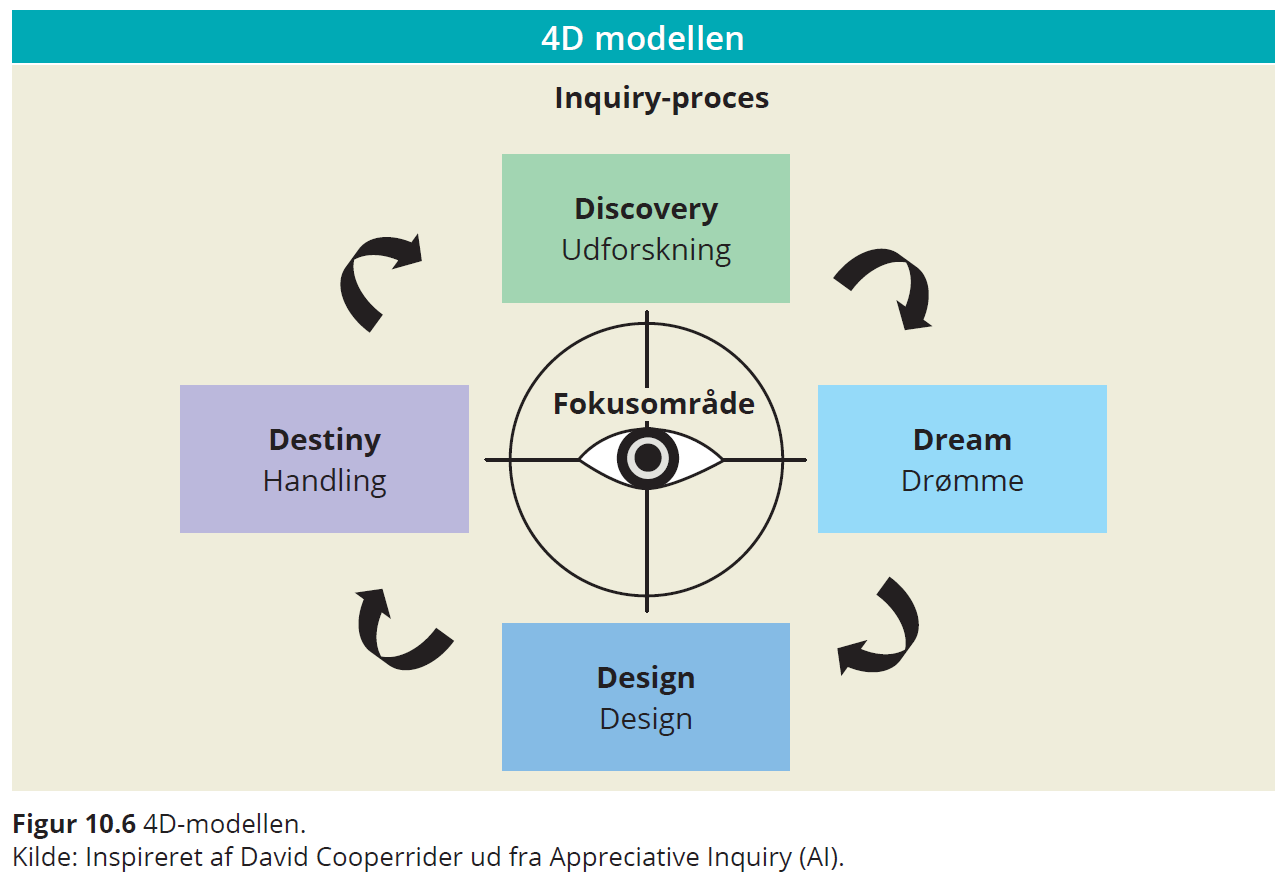 4D modellen
Inquiry-proces
Discovery
Udforskning
Fokusområde
Destiny
Handling
Dream
Drømme
Design
Design
Figur 10.6 4D-modellen.
Kilde: Inspireret af David Cooperrider ud fra Appreciative Inquiry (AI).